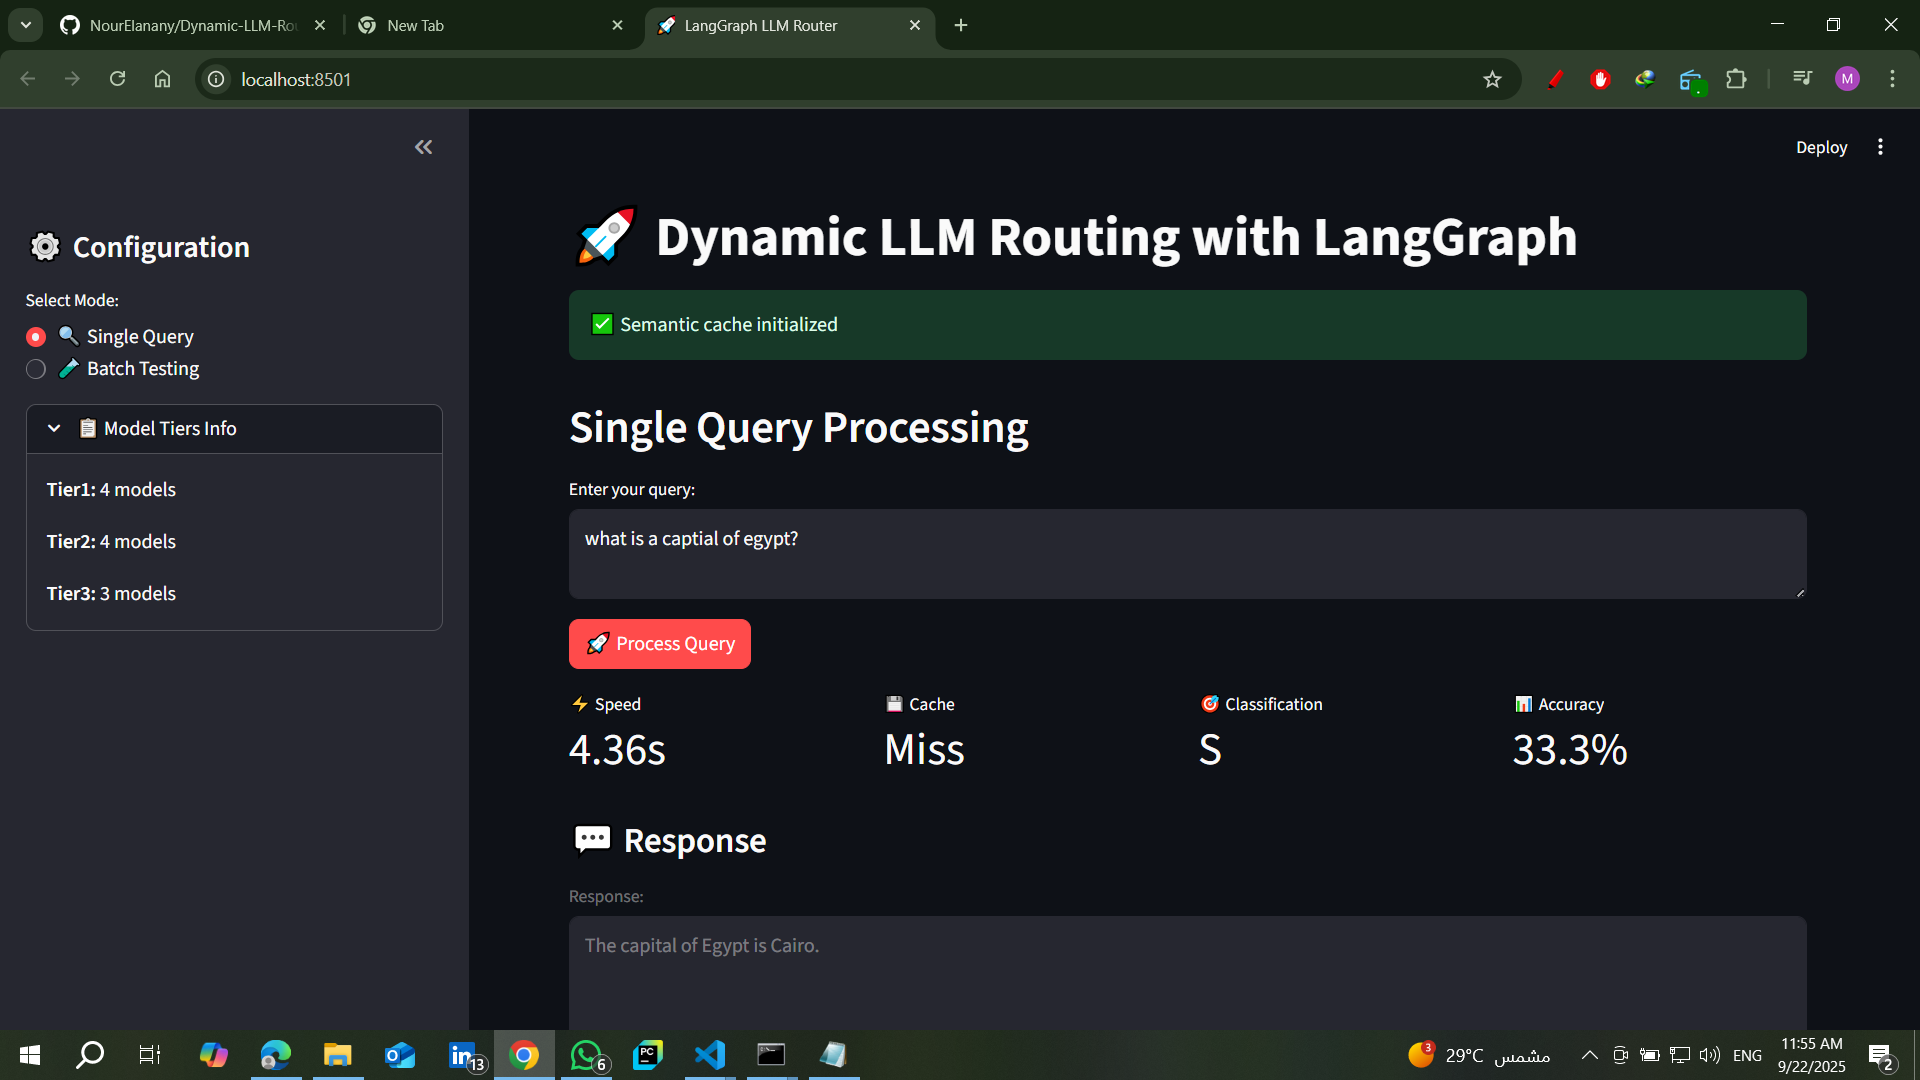 NourElanany/Dynamic-LLM-Ro
New Tab
LangGraph LLM Router
localhost:8501
M
Deploy
Configuration
Select Mode:
Single Query
Batch Testing
Model Tiers Info
Tier1: 4 models
Tier2: 4 models
Tier3: 3 models
Dynamic LLM Routing with LangGraph
Semantic cache initialized
Single Query Processing
Enter your query:
what is a captial of egypt?
Process Query
Speed
4.36s
Cache
Miss
Classification
S
Accuracy
33.3%
Response
Response:
The capital of Egypt is Cairo.
in
13
6
PC
3
29°C مشمس
ENG
11:55 AM
9/22/2025
2